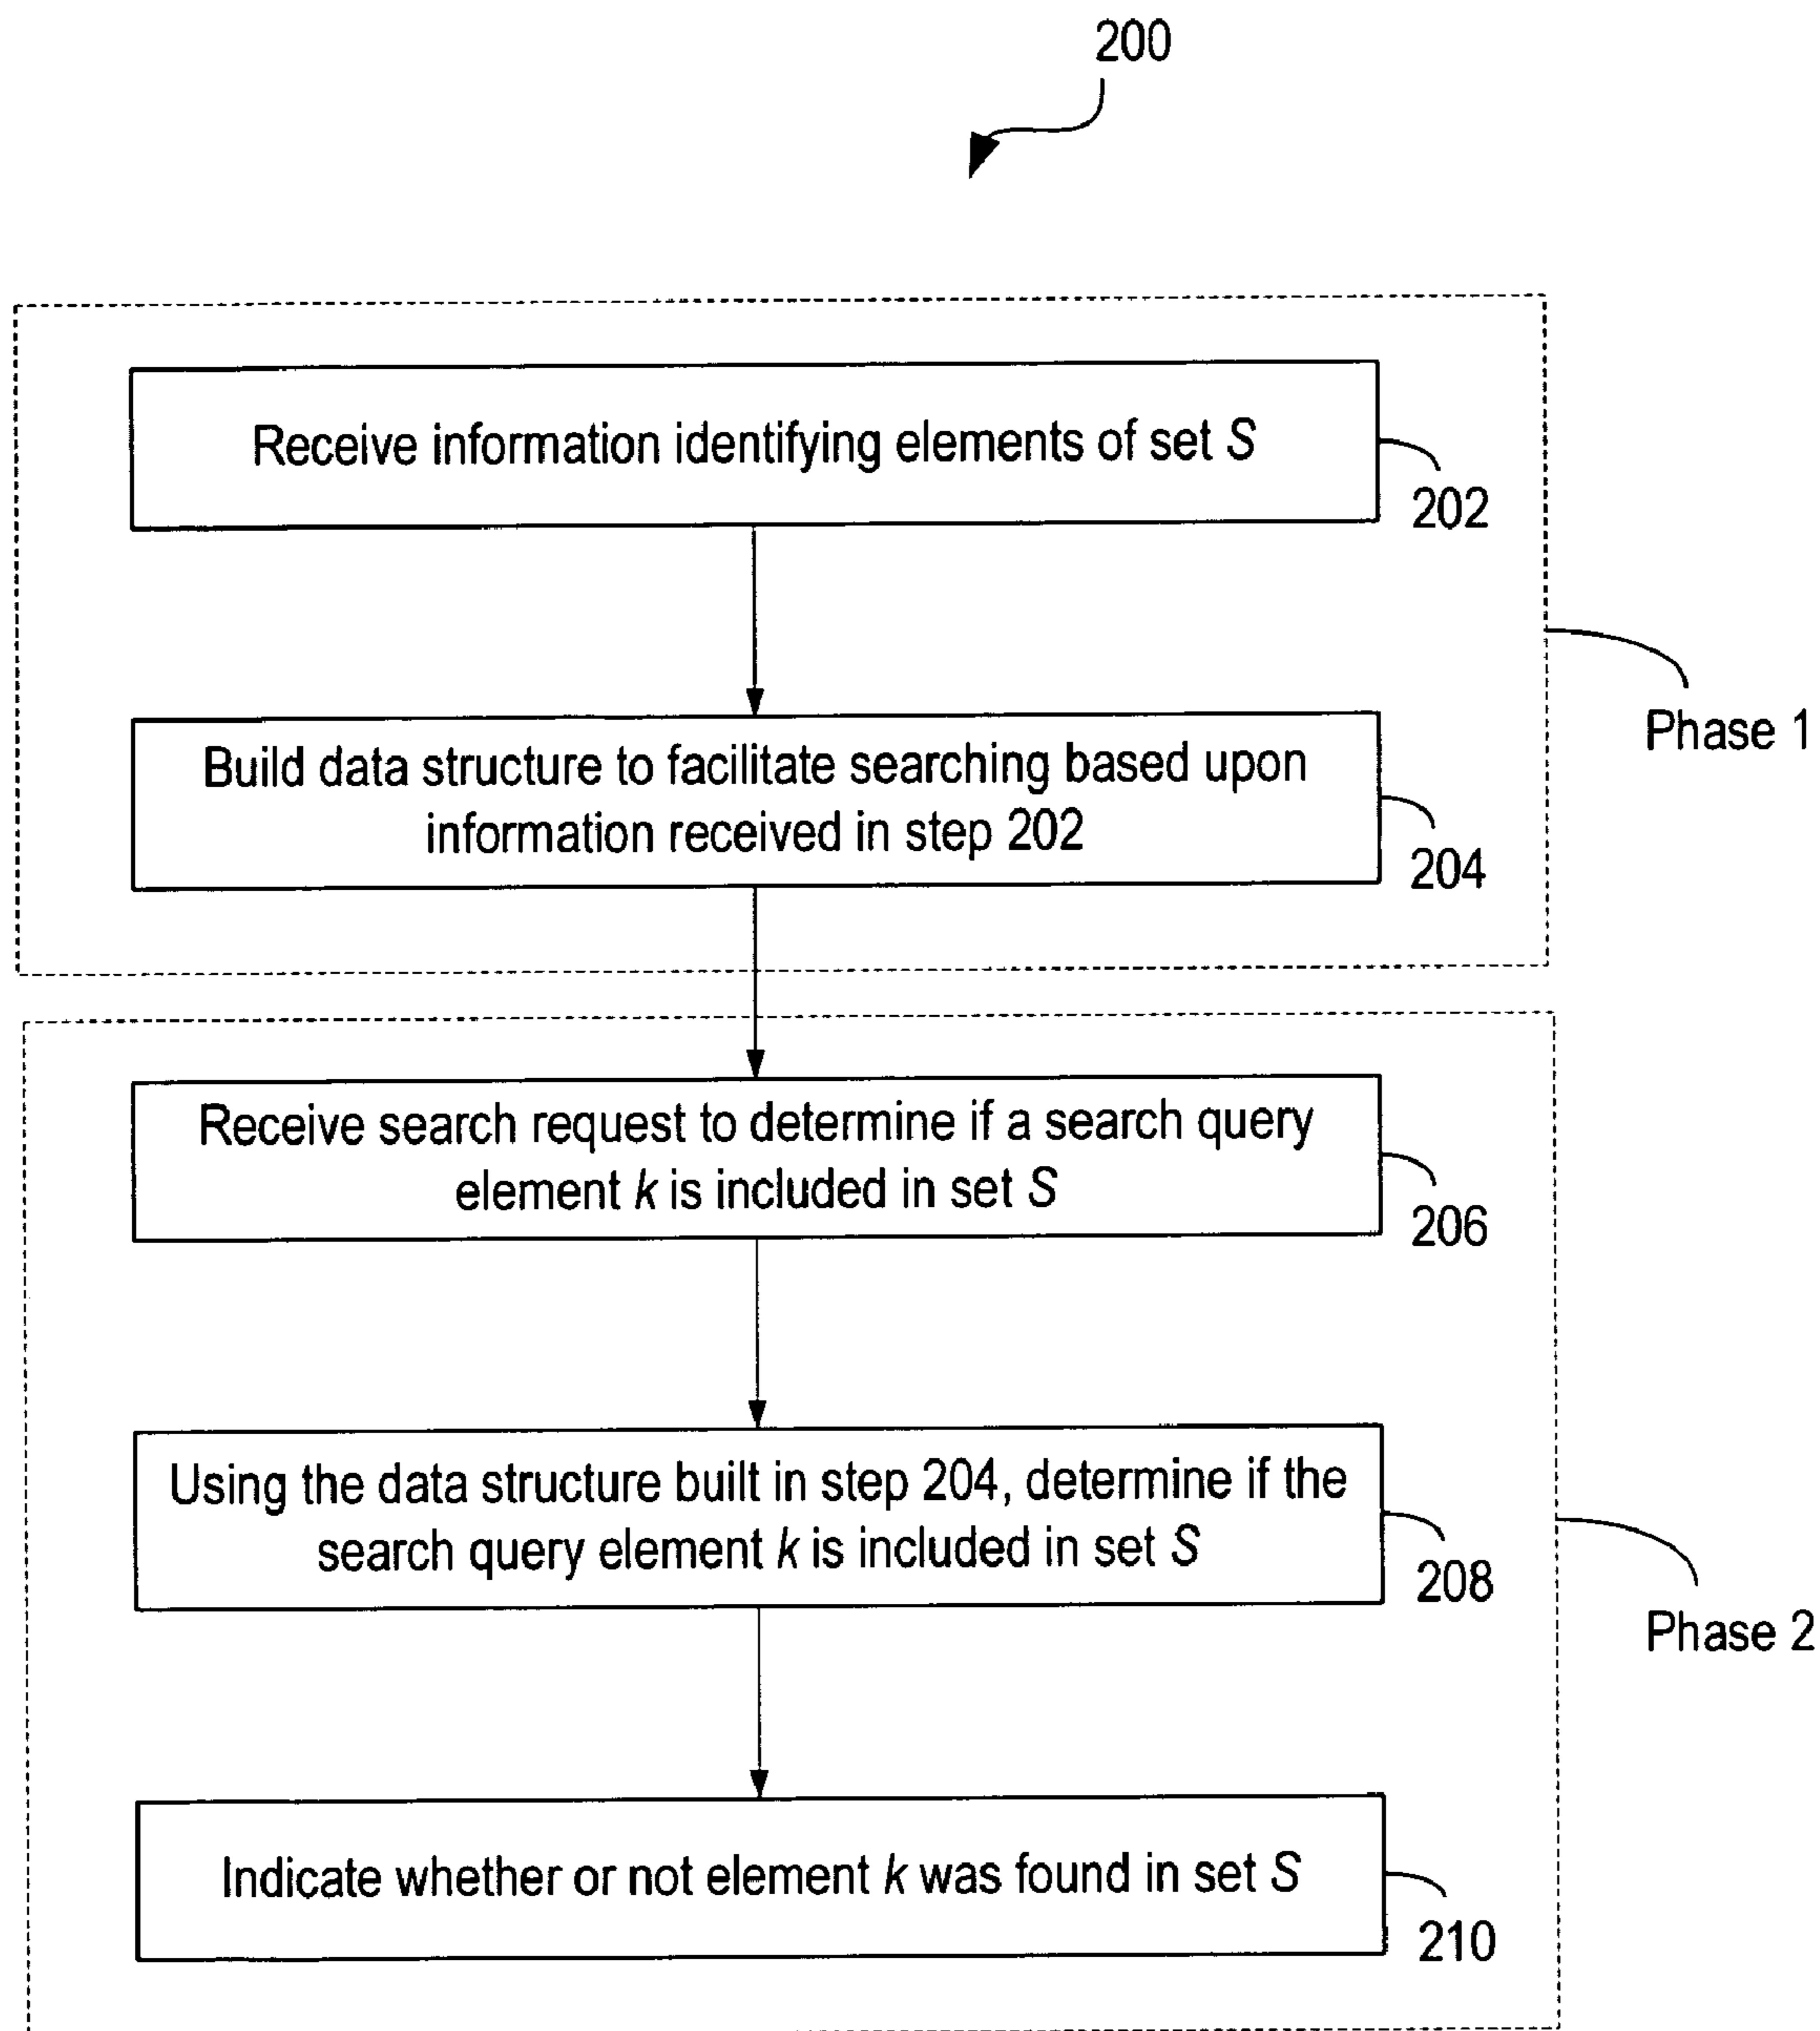 200
Receive information identifying elements of set S
202
Build data structure to facilitate searching based upon
information received in step 202
204
Phase 1
Receive search request to determine if a search query
element k is included in set S
206
Using the data structure built in step 204, determine if the
search query element k is included in set S
208
Phase 2
Indicate whether or not element k was found in set S
210